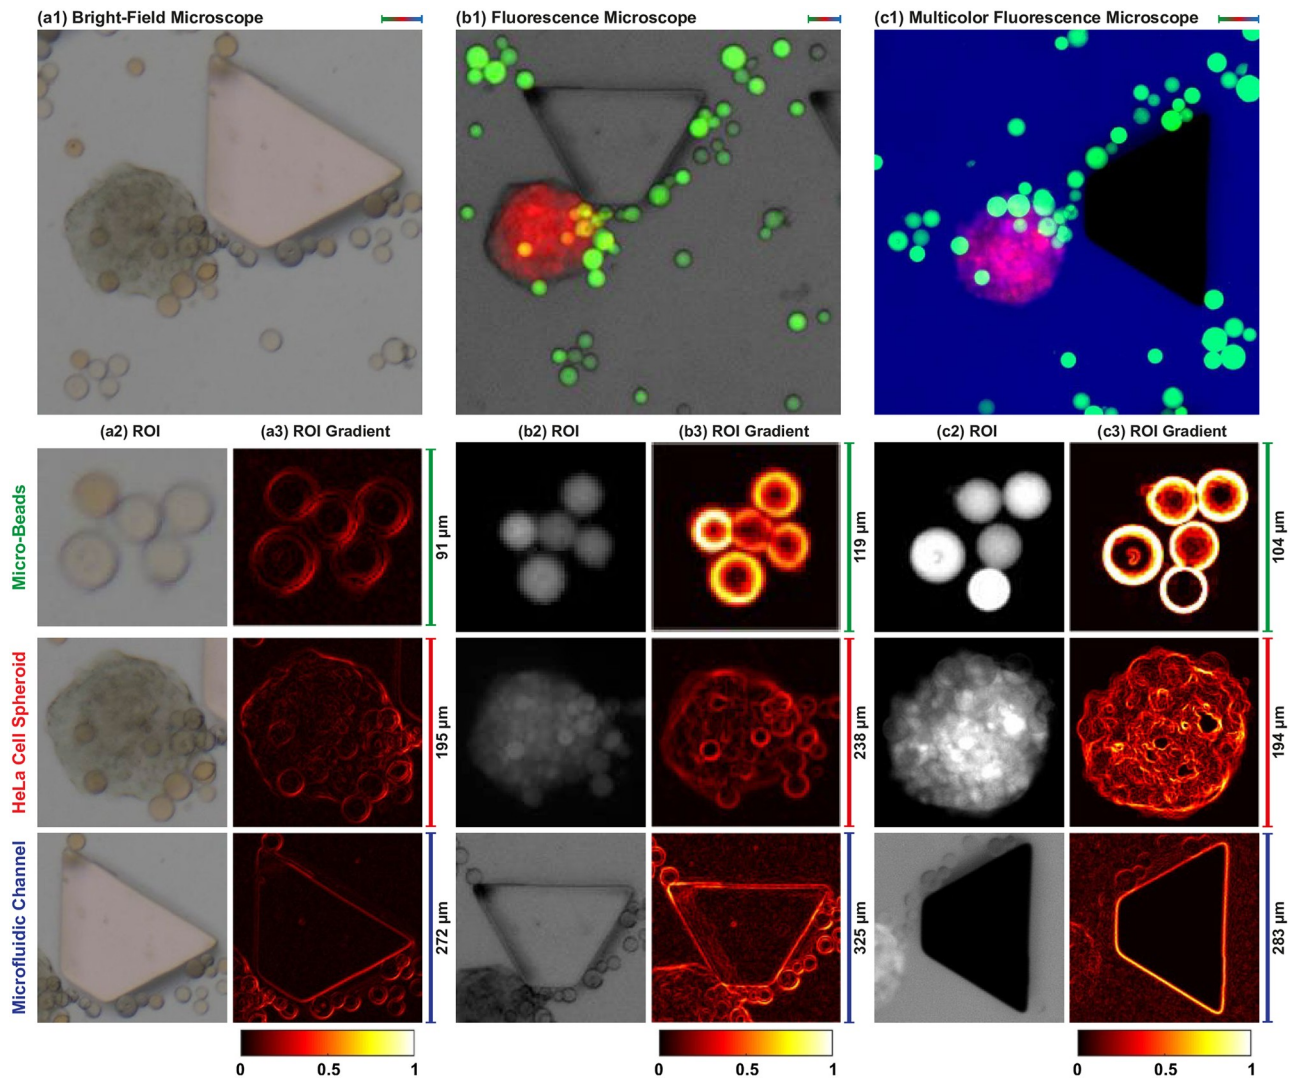 (a1) Bright-Field Microscope
(b1) Fluorescence Microscope
(c1) Multicolor Fluorescence Microscope
(a2) ROI
(a3) ROI Gradient
(b2) ROI
(b3) ROI Gradient
(c2) ROI
(c3) ROI Gradient
Micro-Beads
91 µm
119 µm
104 µm
HeLa Cell Spheroid
195 µm
238 µm
194 µm
Microfluidic Channel
272 µm
325 µm
283 µm
0 0.5 1
0 0.5 1
0 0.5 1